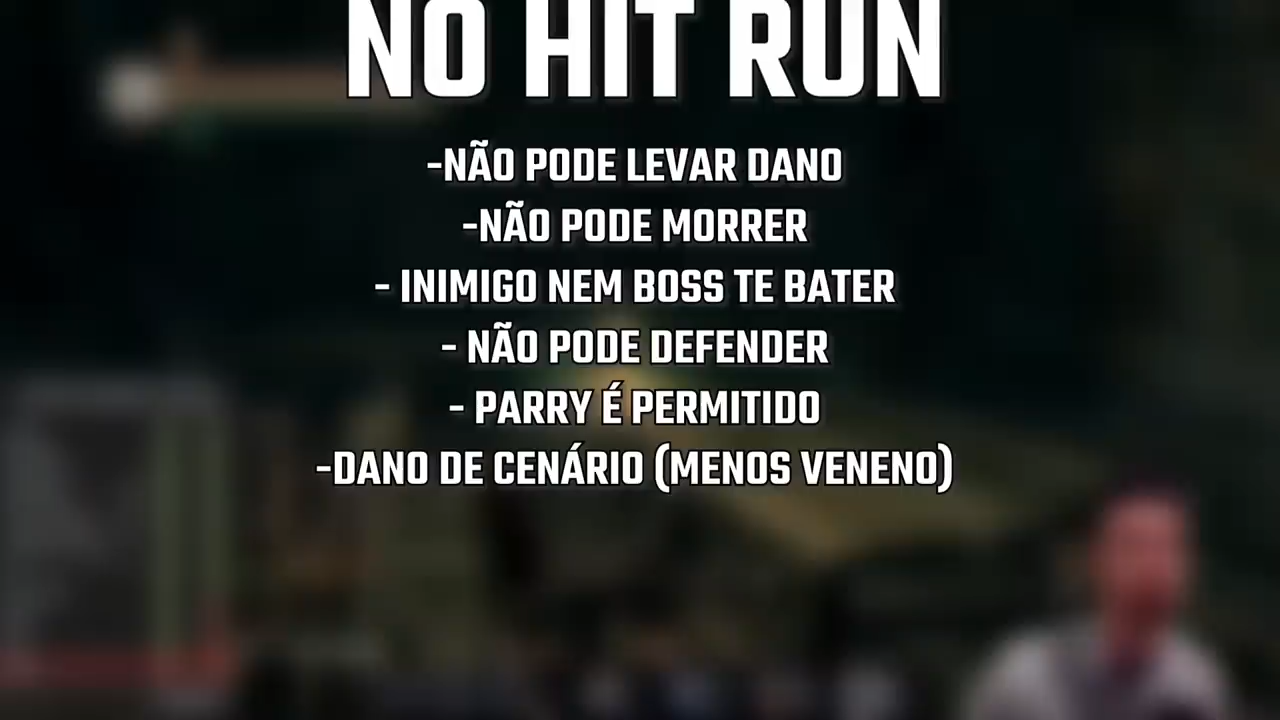 NO HIT RUN
-NÃO PODE LEVAR DANO
-NÃO PODE MORRER
- INIMIGO NEM BOSS TE BATER
- NÃO PODE DEFENDER
- PARRY É PERMITIDO
-DANO DE CENÁRIO (MENOS VENENO)